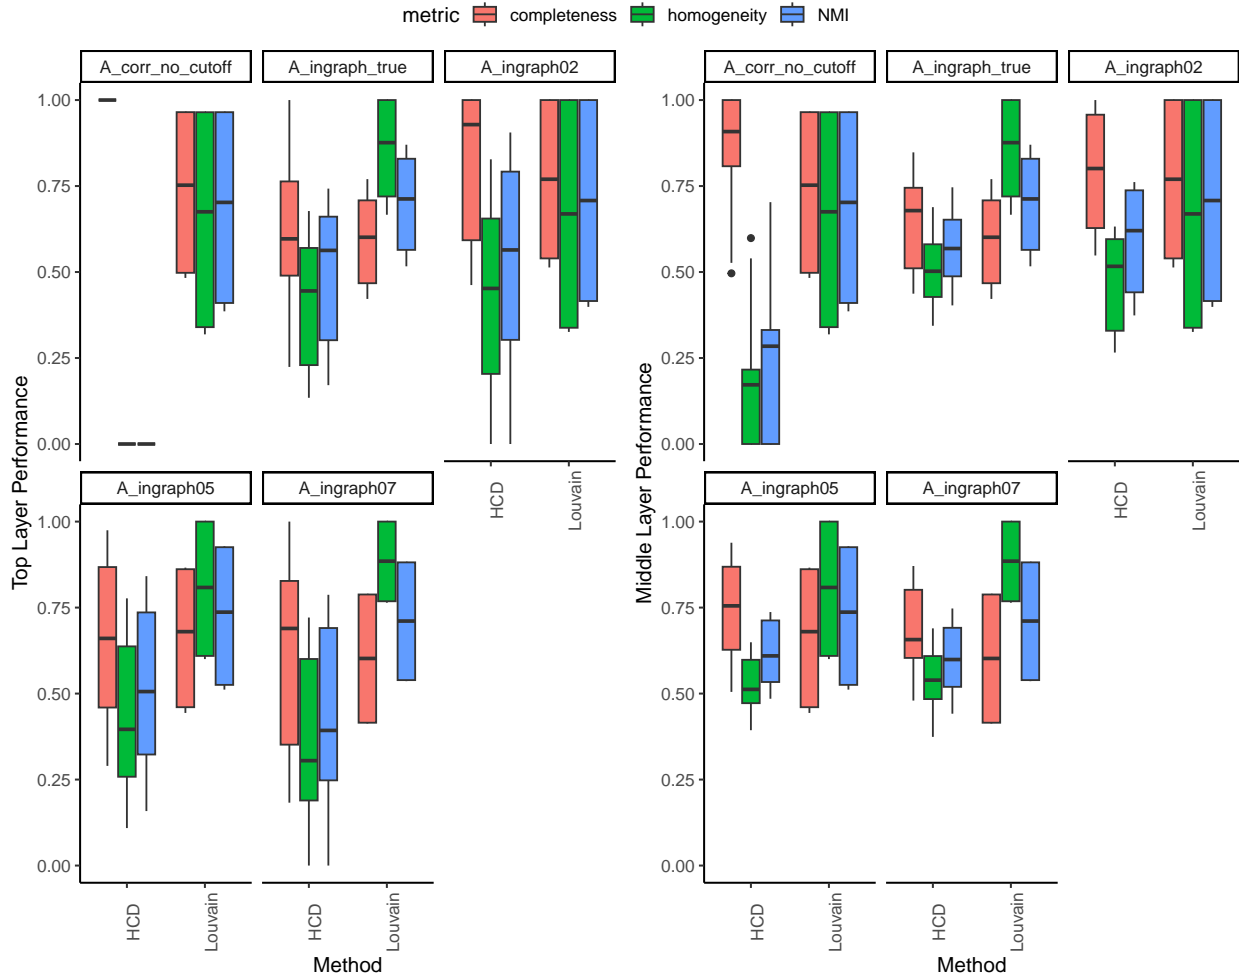 metric completeness homogeneity NMI
A_corr_no_cutoff A_ingraph_true A_ingraph02
1.00
0.75
0.50
0.25
0.00
A_ingraph05 A_ingraph07
HCD Louvain
1.00
0.75
0.50
0.25
0.00
HCD Louvain HCD Louvain
Top Layer Performance
Method
A_corr_no_cutoff A_ingraph_true A_ingraph02
1.00
0.75
0.50
0.25
0.00
A_ingraph05 A_ingraph07
HCD Louvain
1.00
0.75
0.50
0.25
0.00
HCD Louvain HCD Louvain
Middle Layer Performance
Method